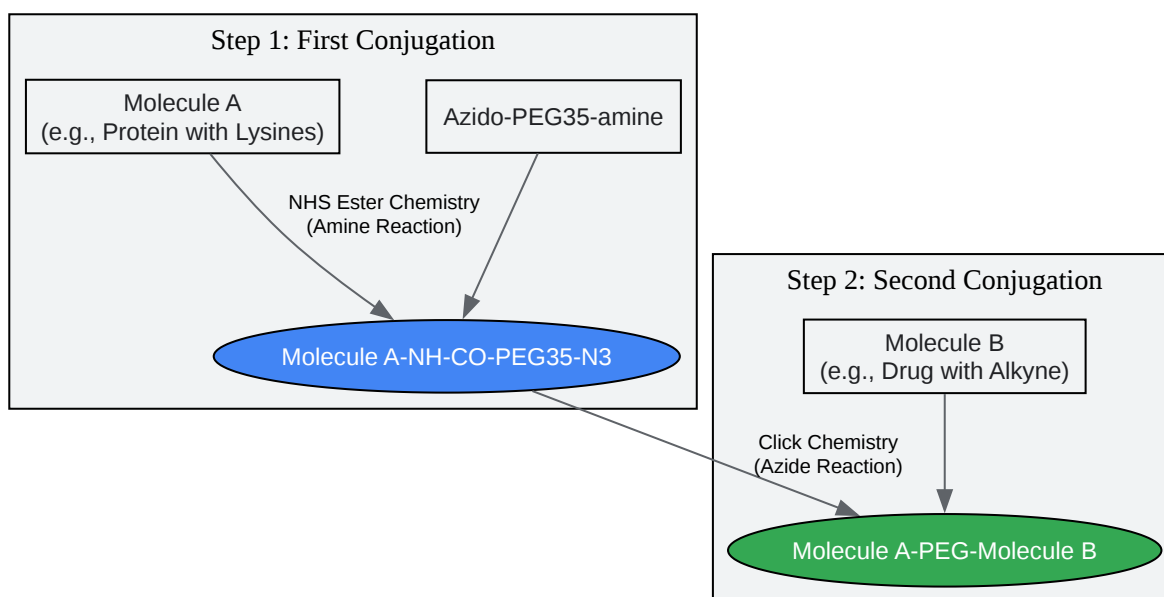 Step 1: First Conjugation
Molecule A
(e.g., Protein with Lysines)
Azido-PEG35-amine
NHS Ester Chemistry
(Amine Reaction)
Molecule A-NH-CO-PEG35-N3
Step 2: Second Conjugation
Molecule B
(e.g., Drug with Alkyne)
Click Chemistry
(Azide Reaction)
Molecule A-PEG-Molecule B